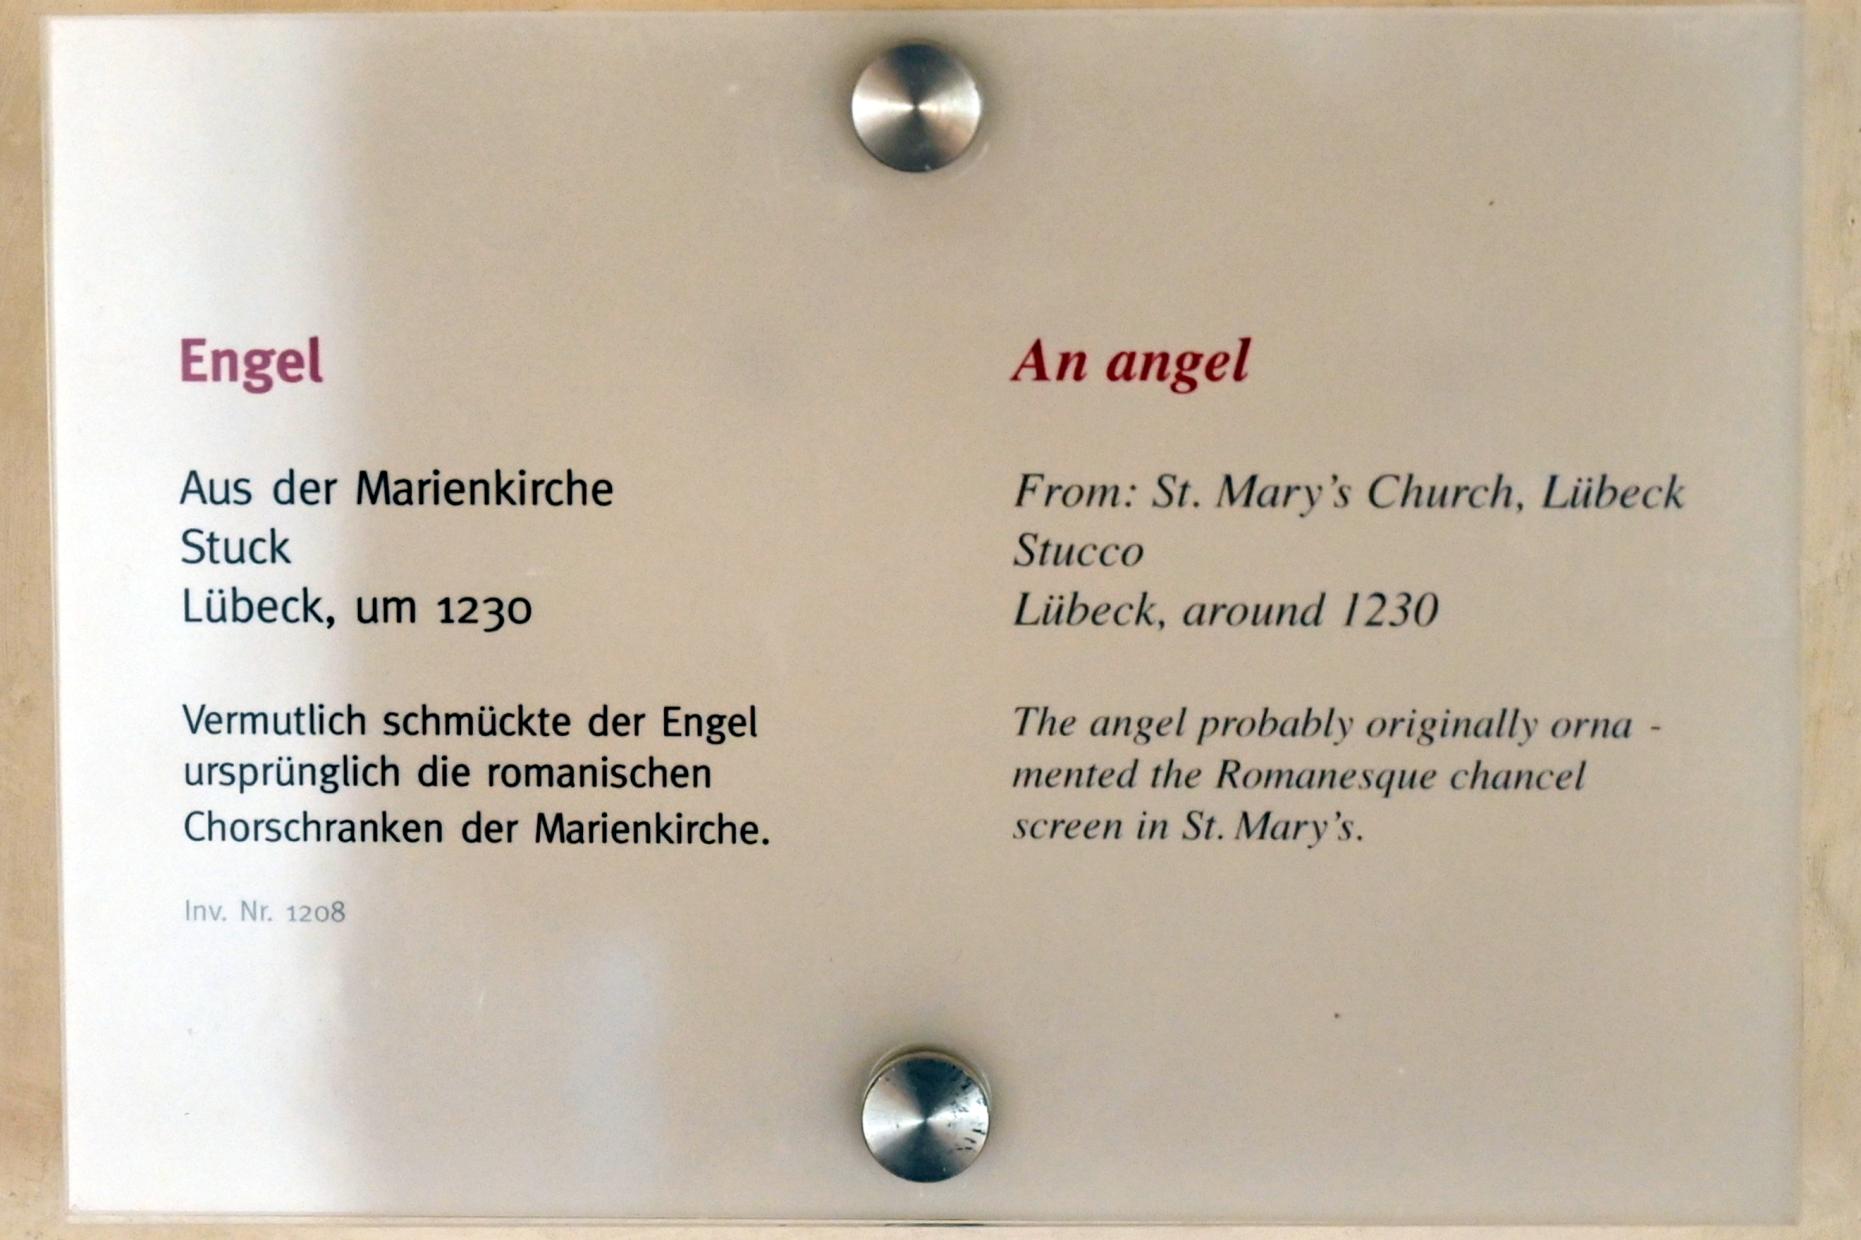 Engel
Aus der Marienkirche
Stuck
Lübeck, um 1230
Vermutlich schmückte der Engel
ursprünglich die romanischen
Chorschranken der Marienkirche.
Inv. Nr. 1208
An angel
From: St. Mary's Church, Lübeck
Stucco
Lübeck, around 1230
The angel probably originally orna -
mented the Romanesque chancel
screen in St. Mary's.